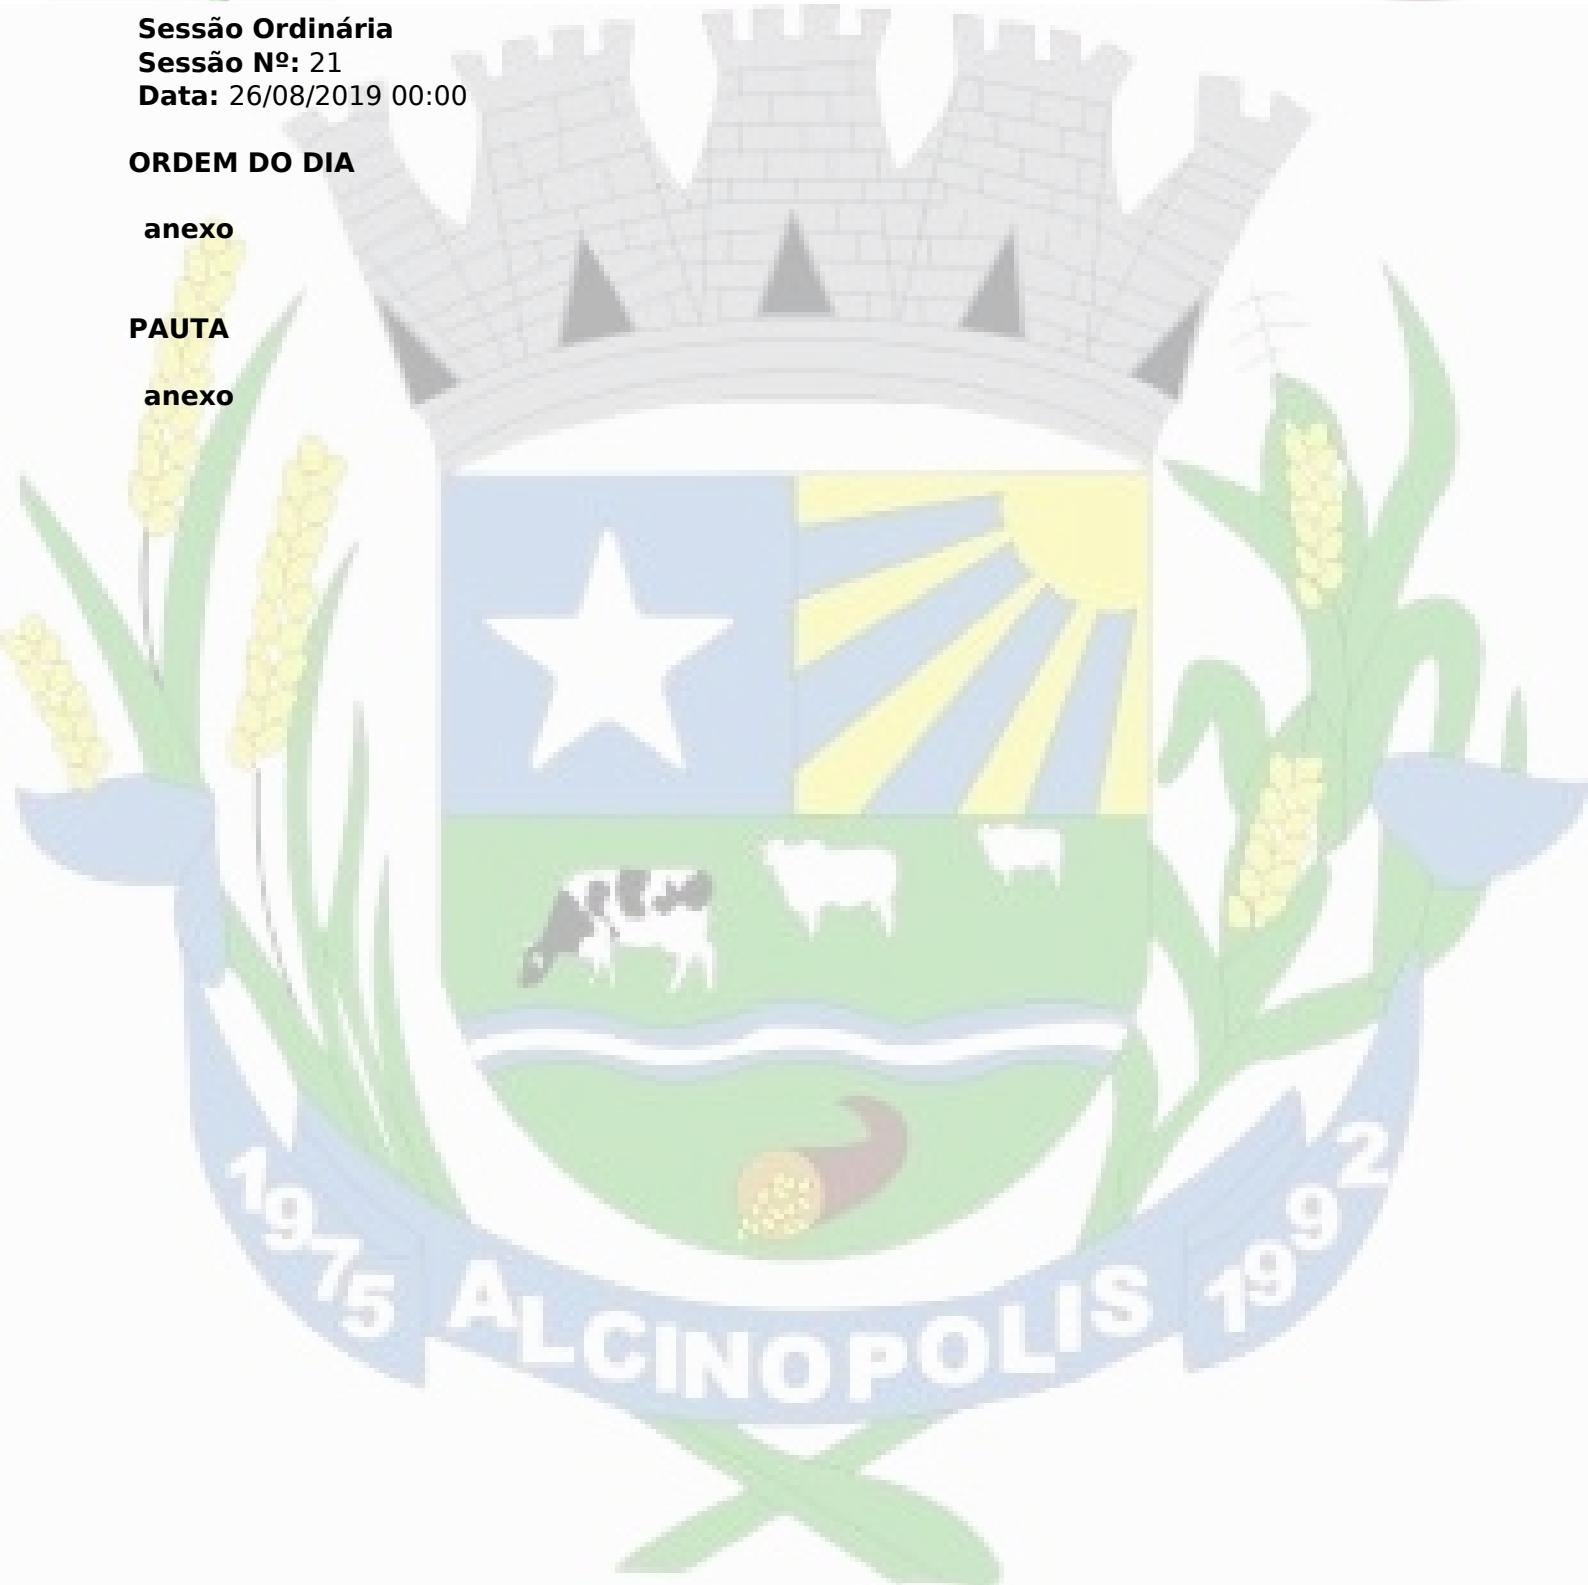 Sessão Ordinária
Sessão Nº: 21
Data: 26/08/2019 00:00
ORDEM DO DIA
anexo
PAUTA
anexo
1975 ALCINOPOLIS 1992